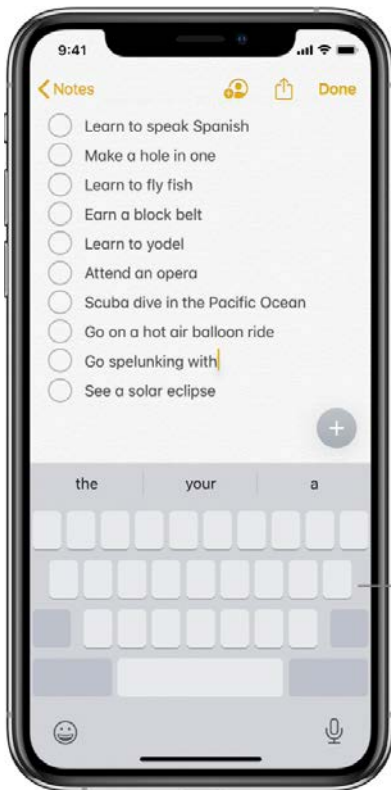 9:41
Notes
Done
Learn to speak Spanish
Make a hole in one
Learn to fly fish
Earn a block belt
Learn to yodel
Attend an opera
Scuba dive in the Pacific Ocean
Go on a hot air balloon ride
Go spelunking with
See a solar eclipse
the your a